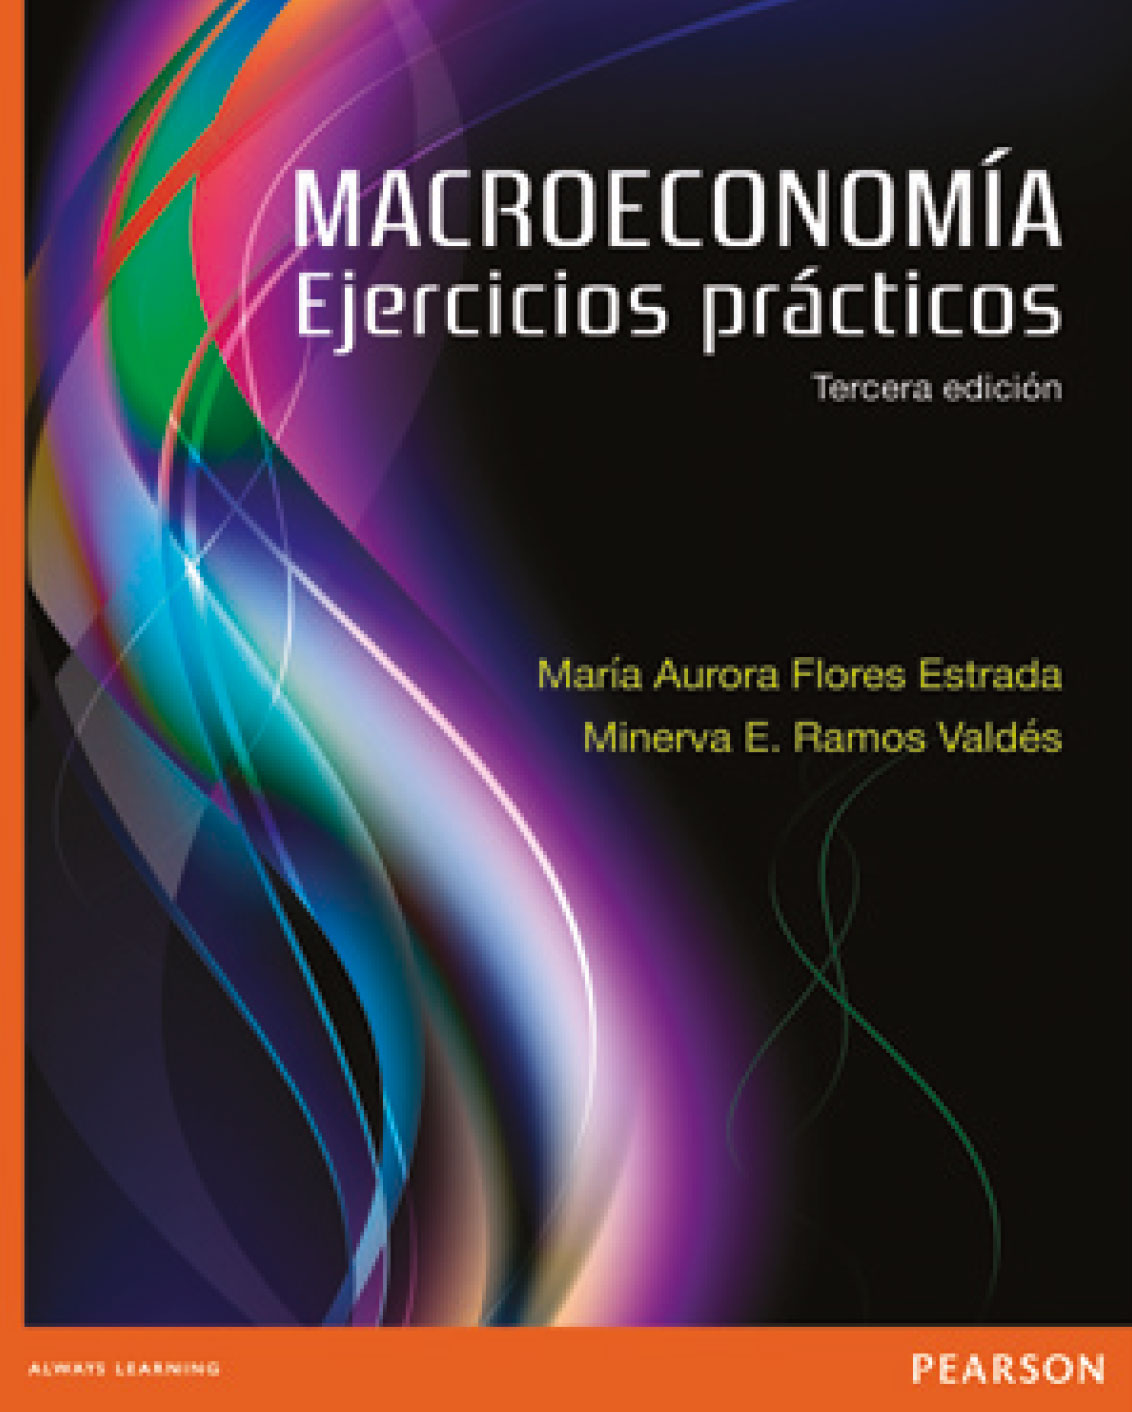 MACROECONOMÍA
Ejercicios prácticos
Tercera edición
María Aurora Flores Estrada
Minerva E. Ramos Valdés
ALWAYS LEARNING
PEARSON